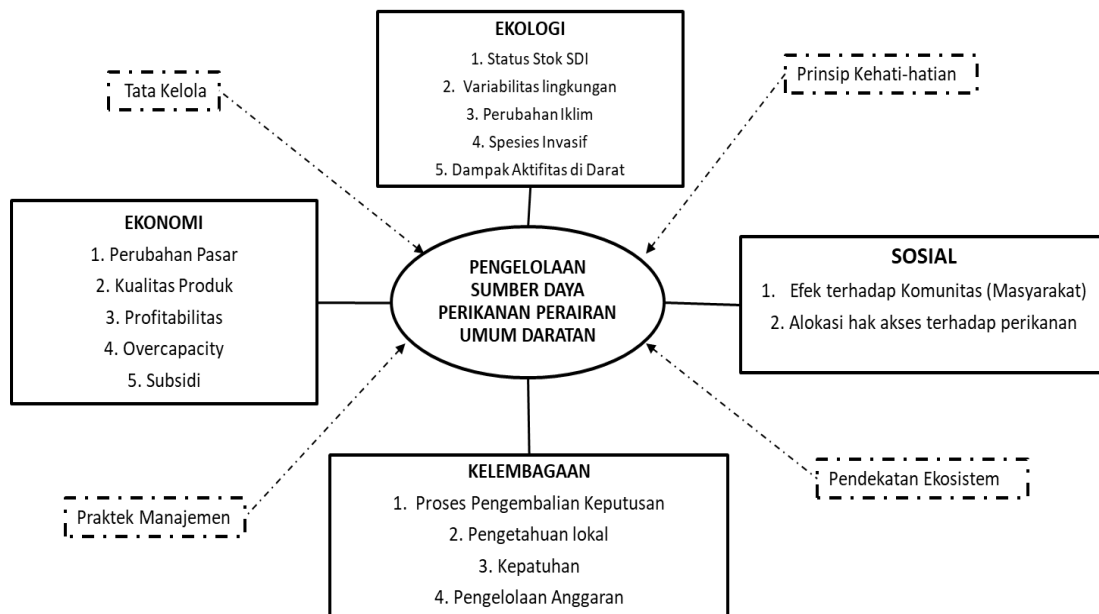 EKOLOGI
1. Status Stok SDI
2. Variabilitas lingkungan
3. Perubahan Iklim
4. Spesies Invasif
5. Dampak Aktifitas di Darat
Tata Kelola
Prinsip Kehati-hatian
EKONOMI
1. Perubahan Pasar
2. Kualitas Produk
3. Profitabilitas
4. Overcapacity
5. Subsidi
PENGELOLAAN
SUMBER DAYA
PERIKANAN PERAIRAN
UMUM DARATAN
SOSIAL
1. Efek terhadap Komunitas (Masyarakat)
2. Alokasi hak akses terhadap perikanan
Praktek Manajemen
Pendekatan Ekosistem
KELEMBAGAAN
1. Proses Pengembalian Keputusan
2. Pengetahuan lokal
3. Kepatuhan
4. Pengelolaan Anggaran